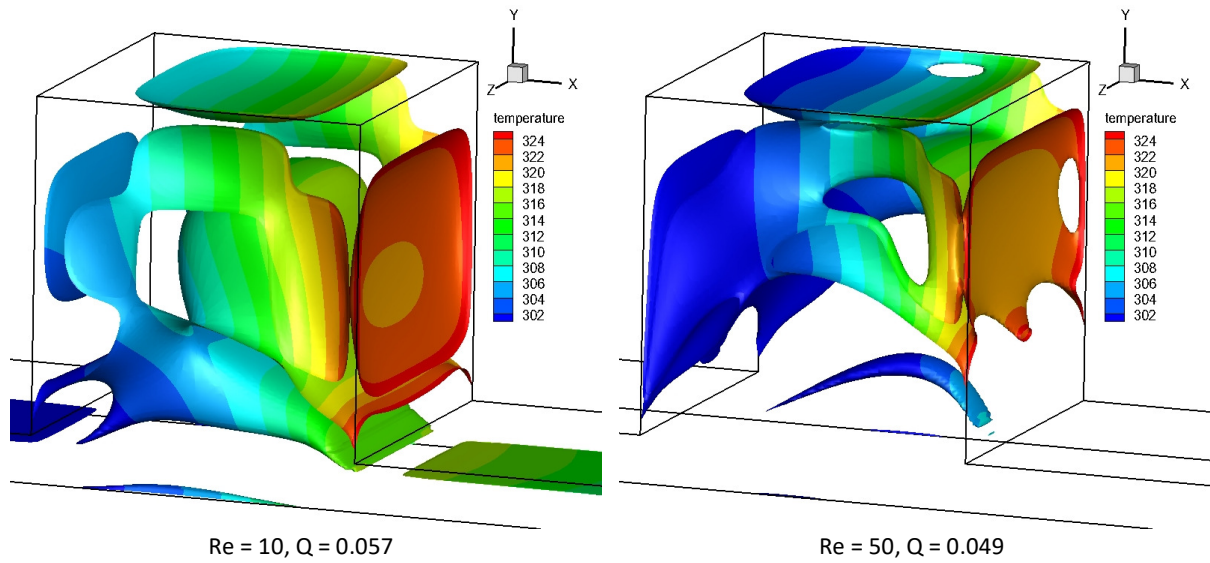 Y
Z
X
temperature
324
322
320
318
316
314
312
310
308
306
304
302
Re = 10, Q = 0.057
Y
Z
X
temperature
324
322
320
318
316
314
312
310
308
306
304
302
Re = 50, Q = 0.049